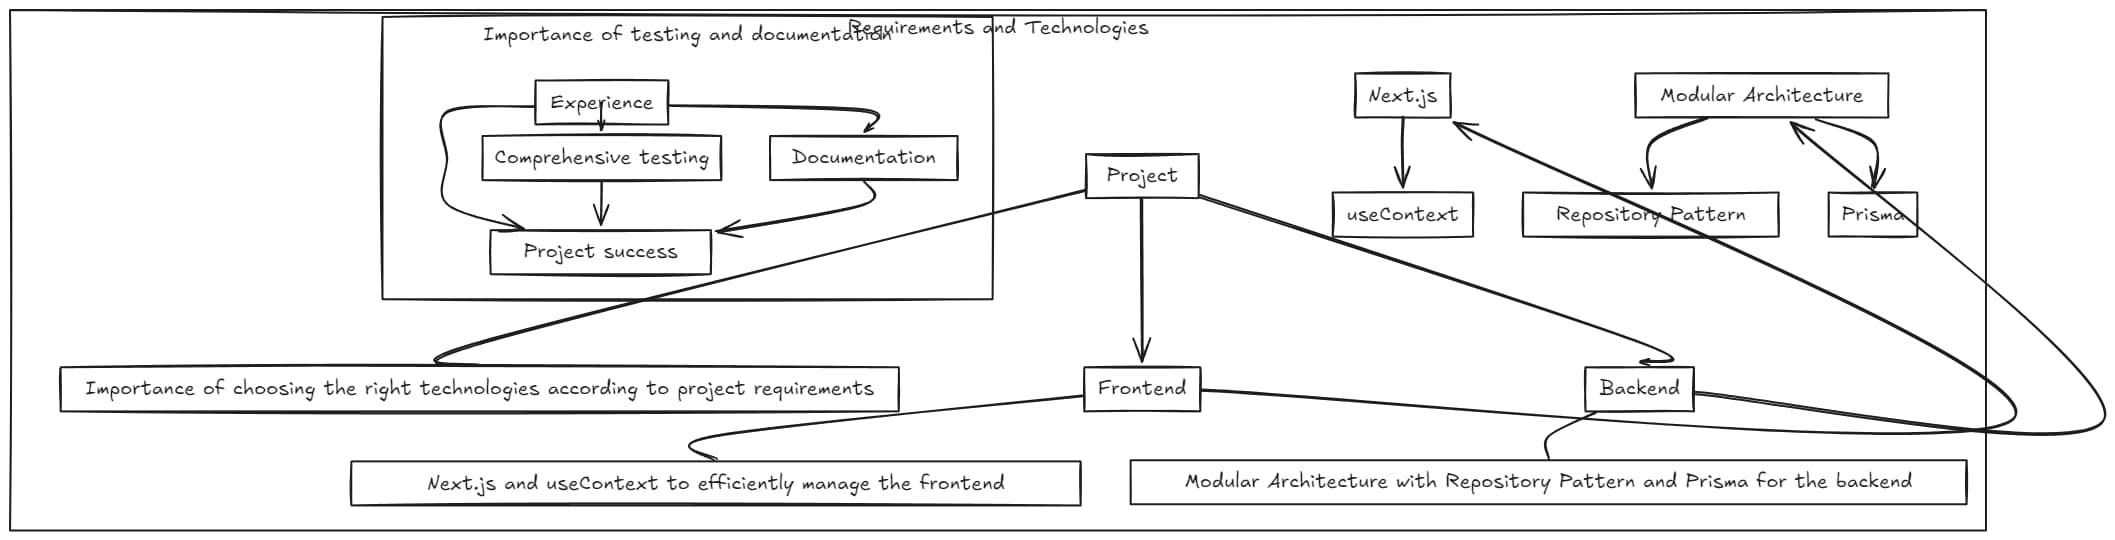 Requirements and Technologies
Importance of testing and documentation
Experience
Comprehensive testing
Documentation
Project success
Project
Next.js
Modular Architecture
useContext
Repository Pattern
Prisma
Importance of choosing the right technologies according to project requirements
Frontend
Backend
Next.js and useContext to efficiently manage the frontend
Modular Architecture with Repository Pattern and Prisma for the backend